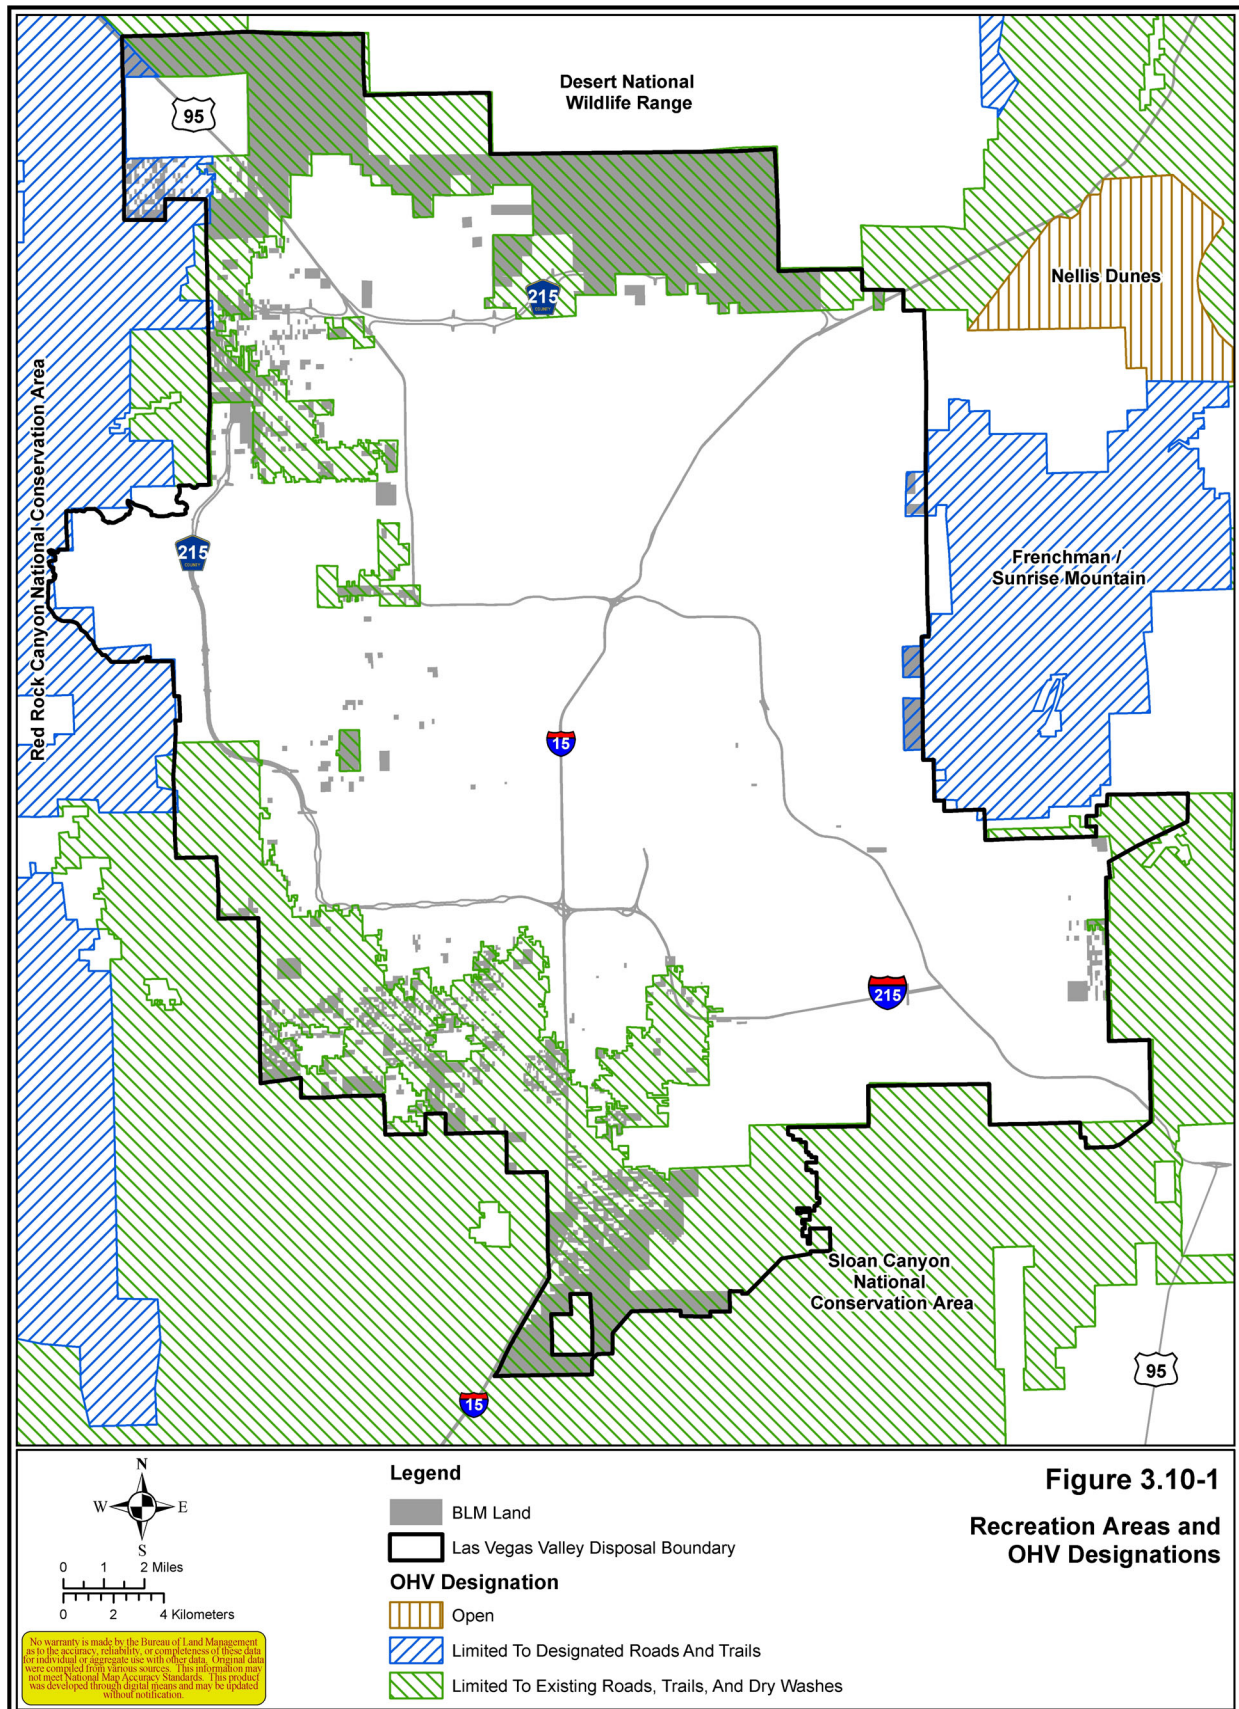 Desert National
Wildlife Range
95
Nellis Dunes
215
COUNTY
Red Rock Canyon National Conservation Area
215
COUNTY
Frenchman /
Sunrise Mountain
15
215
Sloan Canyon
National
Conservation Area
95
15
N
W E
S
0 1 2 Miles
0 2 4 Kilometers
No warranty is made by the Bureau of Land Management
as to the accuracy, reliability, or completeness of these data
for individual or aggregate use with other data. Original data
were compiled from various sources. This information may
not meet National Map Accuracy Standards. This product
was developed through digital means and may be updated
without notification.
Legend
BLM Land
Las Vegas Valley Disposal Boundary
OHV Designation
Open
Limited To Designated Roads And Trails
Limited To Existing Roads, Trails, And Dry Washes
Figure 3.10-1
Recreation Areas and
OHV Designations